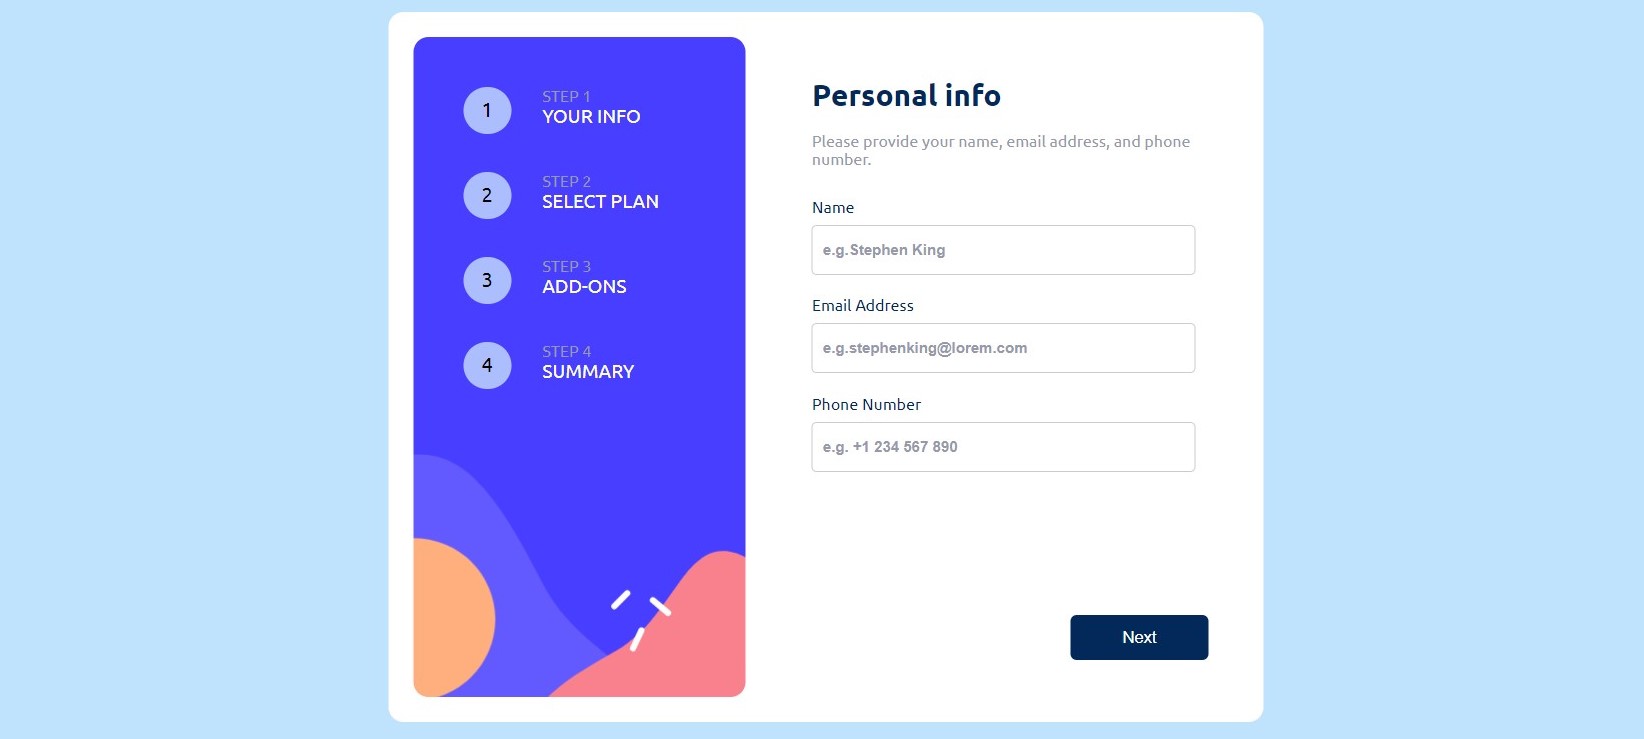 1
STEP 1
YOUR INFO
2
STEP 2
SELECT PLAN
3
STEP 3
ADD-ONS
4
STEP 4
SUMMARY
Personal info
Please provide your name, email address, and phone
number.
Name
e.g.Stephen King
Email Address
e.g.stephenking@lorem.com
Phone Number
e.g. +1 234 567 890
Next